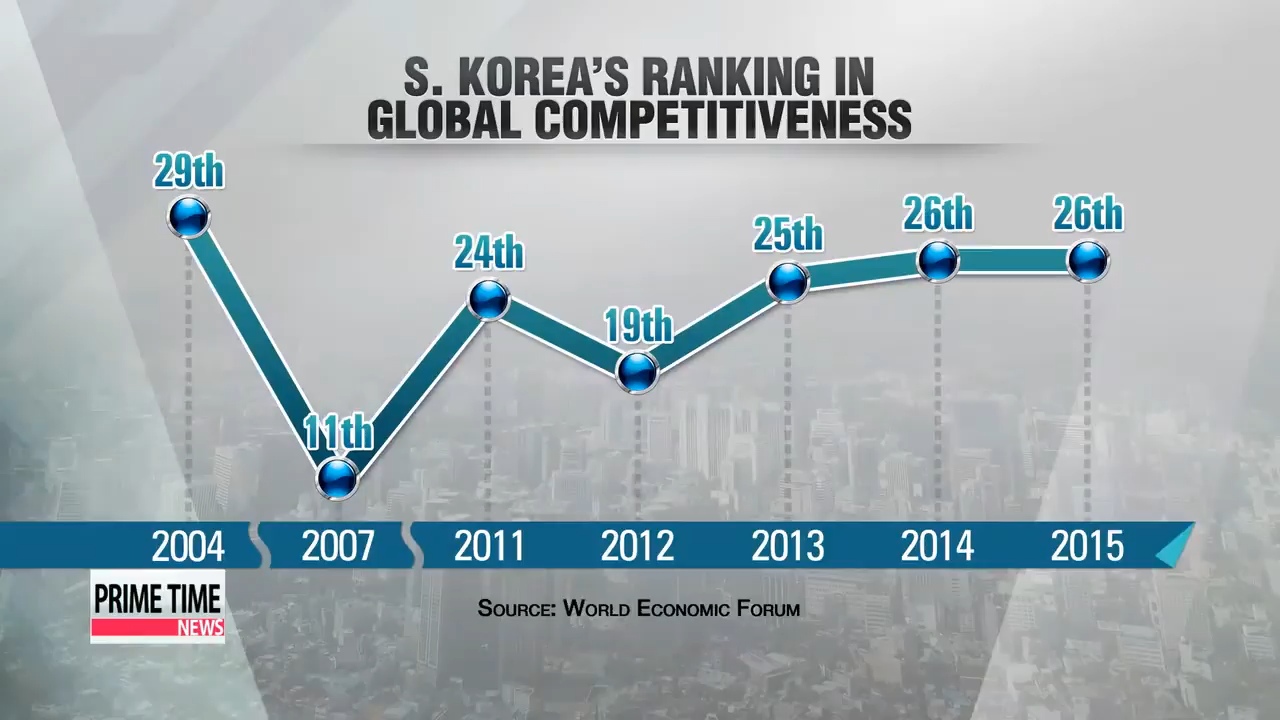 S. KOREA'S RANKING IN
GLOBAL COMPETITIVENESS
29th
11th
24th
19th
25th
26th
26th
2004 2007 2011 2012 2013 2014 2015
PRIME TIME
NEWS
SOURCE: WORLD ECONOMIC FORUM